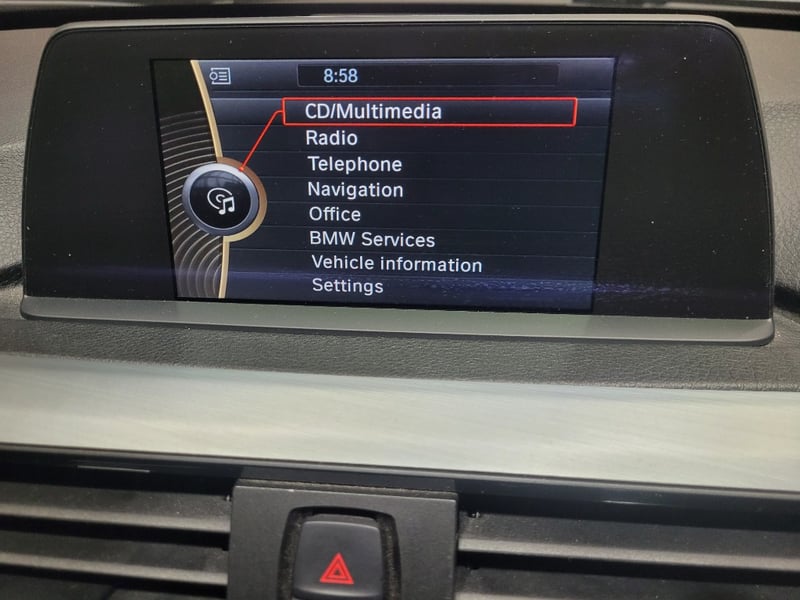 8:58
CD/Multimedia
Radio
Telephone
Navigation
Office
BMW Services
Vehicle information
Settings